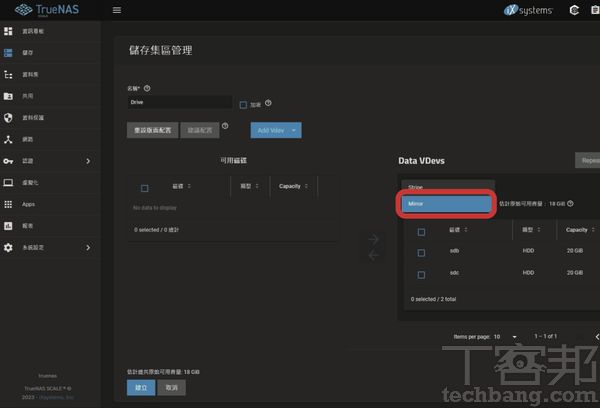 TrueNAS
SCALE
iXsystems
資訊看板
儲存
資料集
共用
資料保護
網路
認證
虛擬化
Apps
報表
系統設定
truenas
TrueNAS SCALE ® ©
2023 - iXsystems, Inc
儲存集區管理
名稱*
Drive
加密
重設版面配置
建議配置
Add Vdev
可用磁碟
磁碟
類型
Capacity
No data to display
0 selected / 0 總計
Data VDevs
Repeat
Stripe
Mirror
估計原始可用容量： 18 GiB
磁碟
類型
Capacity
sdb
HDD
20 GiB
sdc
HDD
20 GiB
0 selected / 2 total
Items per page: 10
1 – 1 of 1
估計總共原始可用容量: 18 GiB
建立
取消
T客邦
techbang.com